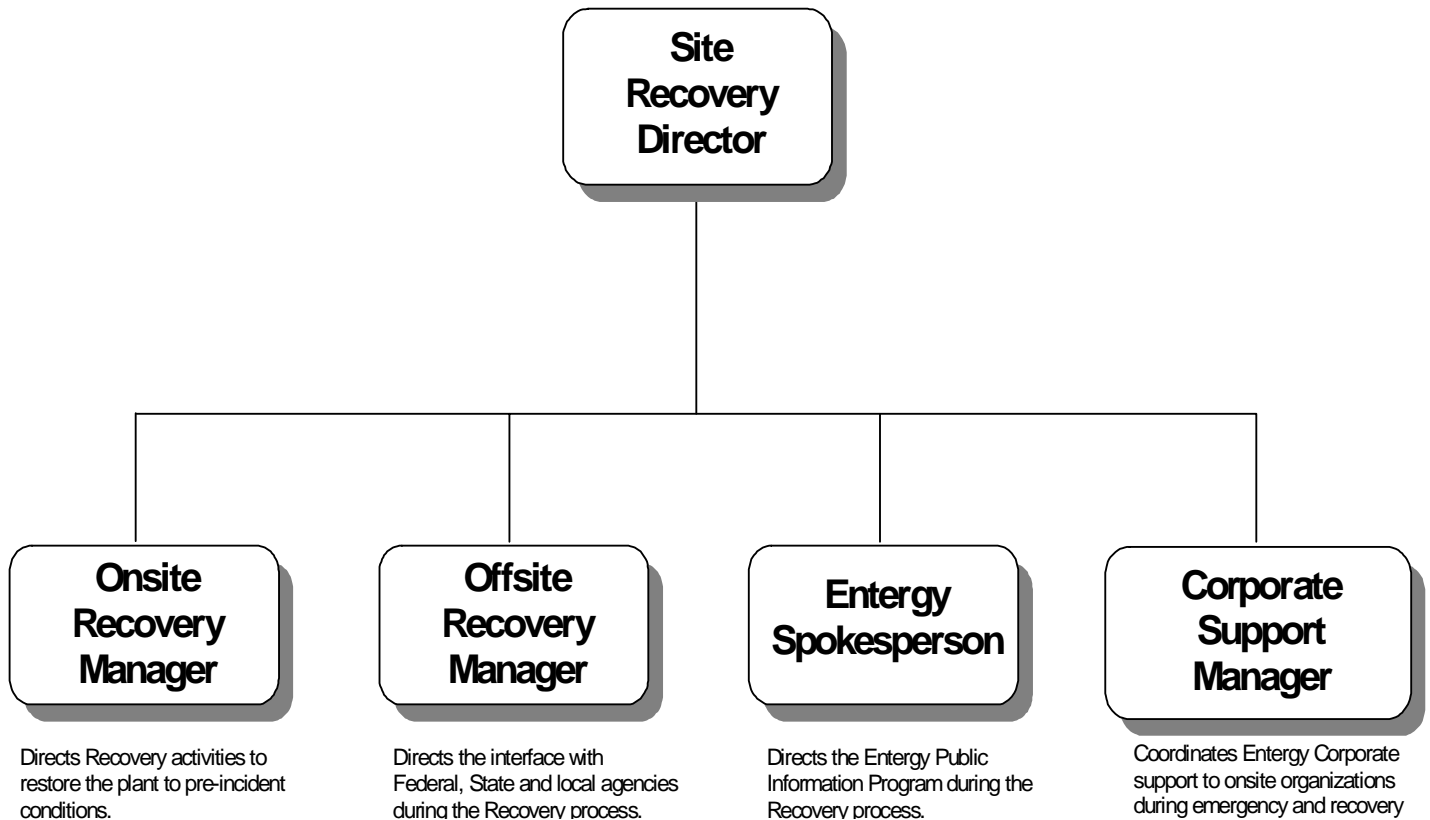 Site
Recovery
Director
Onsite
Recovery
Manager
Offsite
Recovery
Manager
Entergy
Spokesperson
Corporate
Support
Manager
Directs Recovery activities to
restore the plant to pre-incident
conditions.
Directs the interface with
Federal, State and local agencies
during the Recovery process.
Directs the Entergy Public
Information Program during the
Recovery process.
Coordinates Entergy Corporate
support to onsite organizations
during emergency and recovery